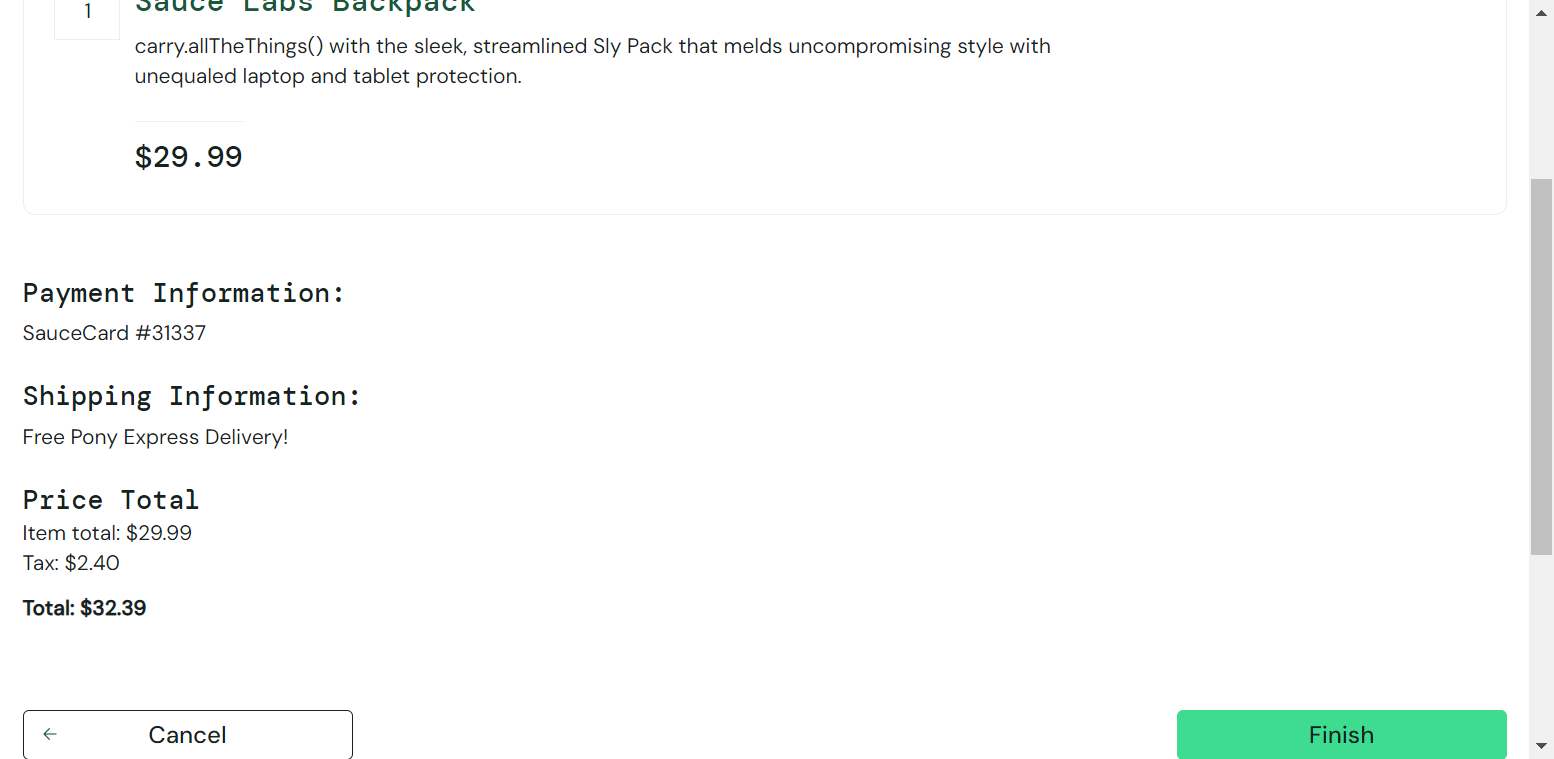 1
Sauce Labs Backpack
carry.allTheThings() with the sleek, streamlined Sly Pack that melds uncompromising style with
unequaled laptop and tablet protection.
$29.99
Payment Information:
SauceCard #31337
Shipping Information:
Free Pony Express Delivery!
Price Total
Item total: $29.99
Tax: $2.40
Total: $32.39
Cancel
Finish